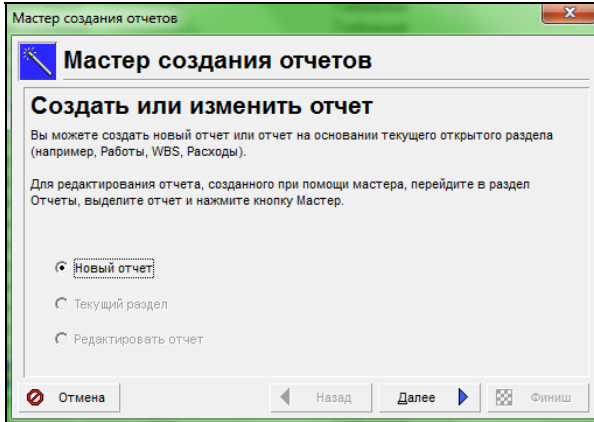 Мастер создания отчетов
Мастер создания отчетов
Создать или изменить отчет
Вы можете создать новый отчет или отчет на основании текущего открытого раздела
(например, Работы, WBS, Расходы).
Для редактирования отчета, созданного при помощи мастера, перейдите в раздел
Отчеты, выделите отчет и нажмите кнопку Мастер.
Новый отчет
Текущий раздел
Редактировать отчет
Отмена
Назад
Далее
Финиш